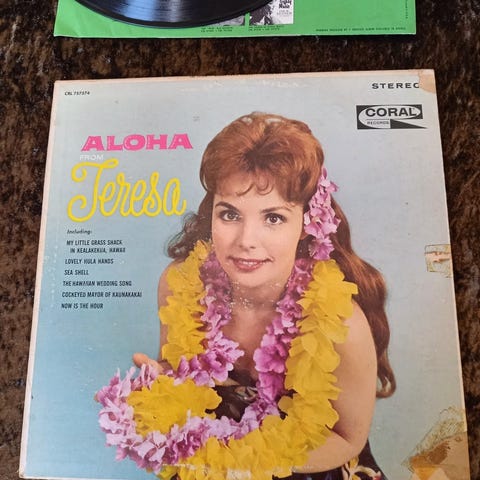 CRL 757574
STEREO
CORAL
RECORDS
ALOHA
FROM
Teresa
Including:
MY LITTLE GRASS SHACK
IN KEALAKEKUA, HAWAII
LOVELY HULA HANDS
SEA SHELL
THE HAWAIIAN WEDDING SONG
COCKEYED MAYOR OF KAUNAKAKAI
NOW IS THE HOUR